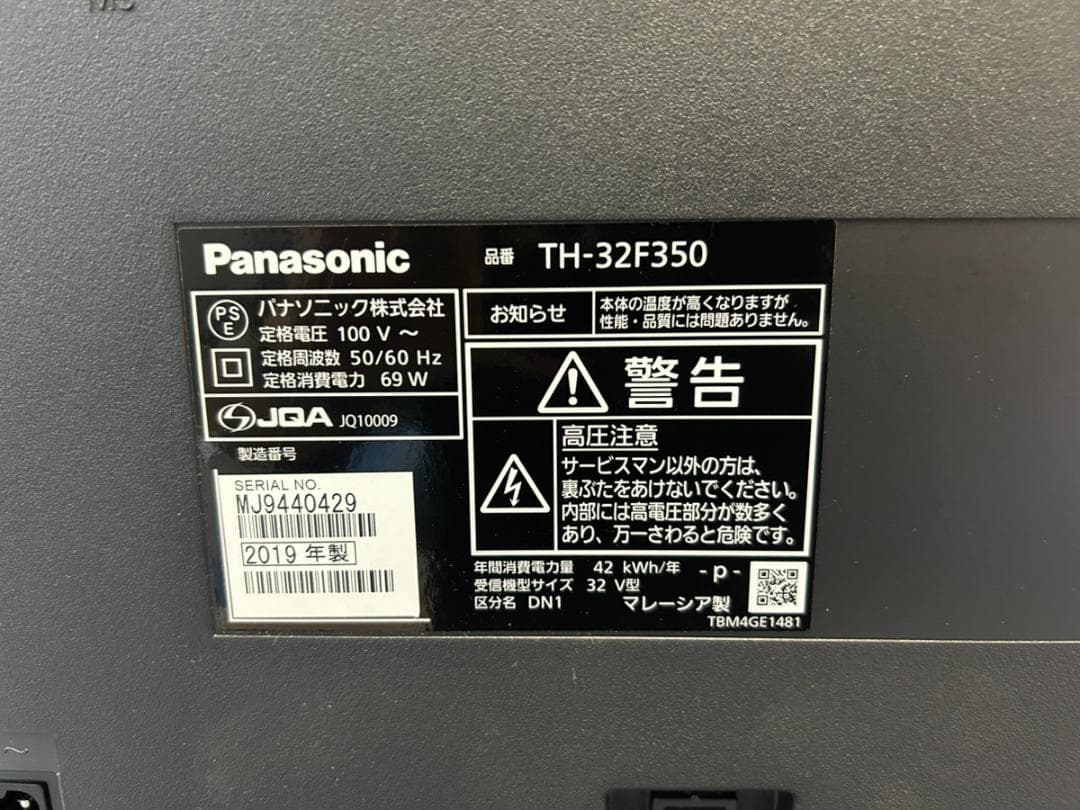 Panasonic
品番 TH-32F350
PS
E
パナソニック株式会社
定格電圧 100 V ～
定格周波数 50/60 Hz
定格消費電力 69 W
JQA JQ10009
お知らせ
本体の温度が高くなりますが
性能・品質には問題ありません。
警告
高圧注意
サービスマン以外の方は、
裏ぶたをあけないでください。
内部には高電圧部分が数多く
あり、万一さわると危険です。
製造番号
SERIAL NO.
MJ9440429
2019 年製
年間消費電力量 42 kWh/年
受信機型サイズ 32 V型
区分名 DN1
-p-
マレーシア製
TBM4GE1481
～